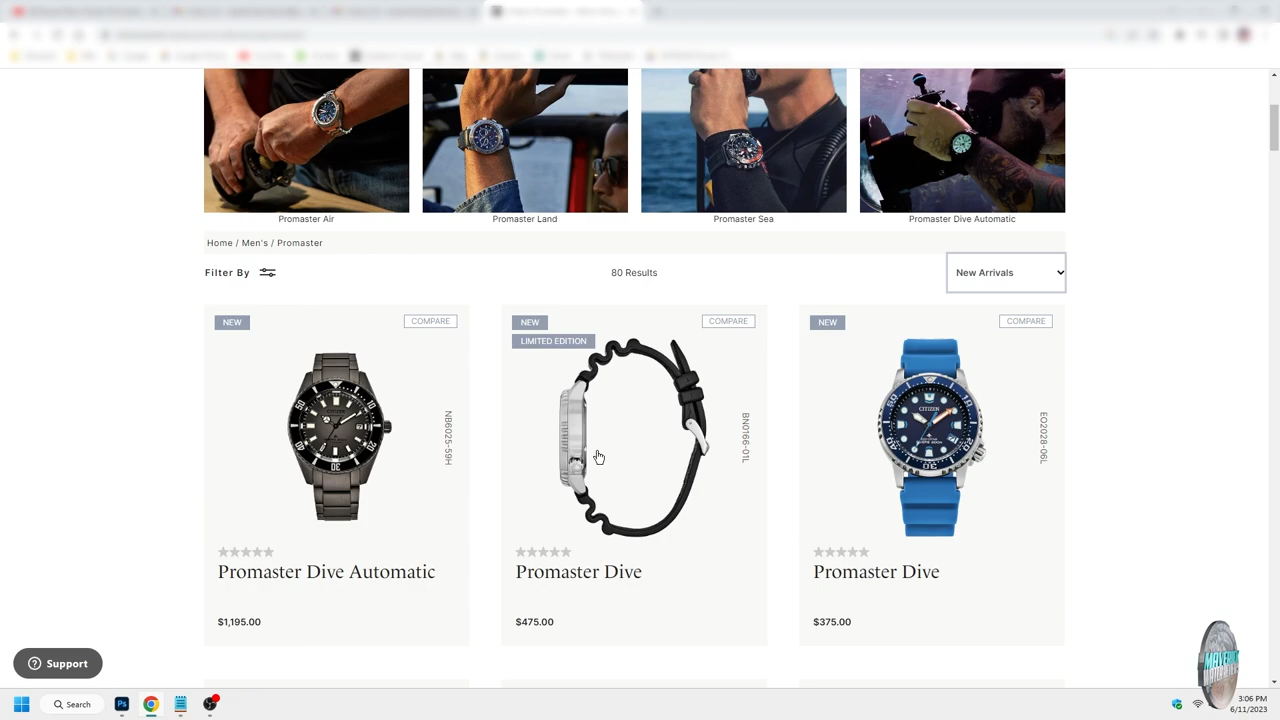 Promaster Air
Promaster Land
Promaster Sea
Promaster Dive Automatic
Home / Men's / Promaster
Filter By
80 Results
New Arrivals
NEW
COMPARE
NB6025-59H
Promaster Dive Automatic
$1,195.00
NEW
LIMITED EDITION
COMPARE
BN0166-01L
Promaster Dive
$475.00
NEW
COMPARE
CITIZEN
EO2028-06L
Promaster Dive
$375.00
Support
Search
Ps
3:06 PM
6/11/2023